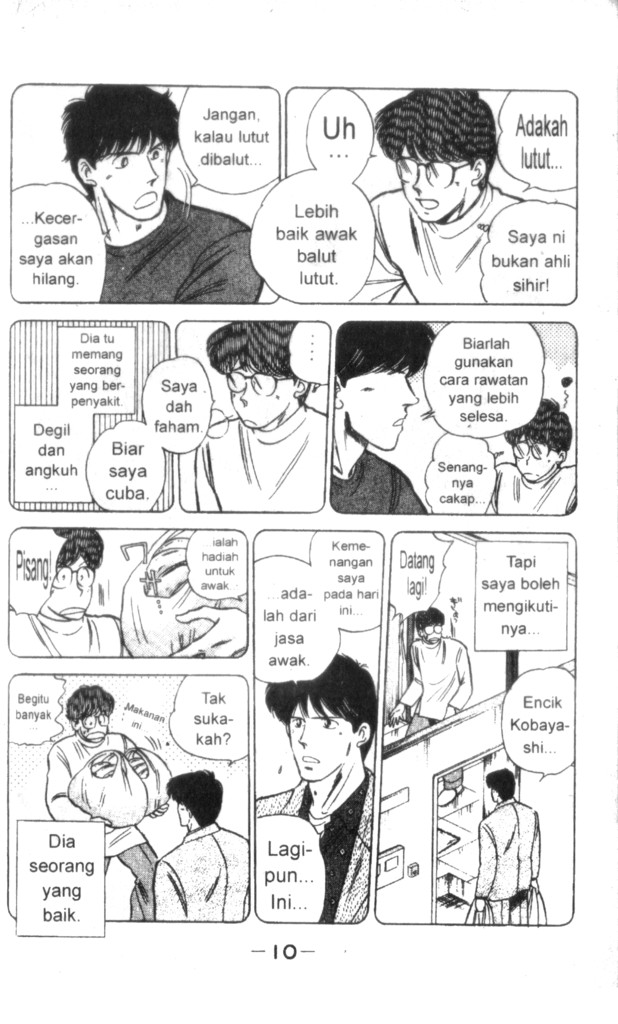 Adakah
lutut...
Saya ni
bukan ahli
sihir!
Uh
...
Lebih
baik awak
balut
lutut.
Jangan,
kalau lutut
dibalut...
...Kecer-
gasan
saya akan
hilang.
Biarlah
gunakan
cara rawatan
yang lebih
selesa.
Senang-
nya
cakap...
Saya
dah
faham.
Biar
saya
cuba.
Dia tu
memang
seorang
yang ber-
penyakit.
Degil
dan
angkuh
...
Tapi
saya boleh
mengikuti-
nya...
Datang
lagi!
Encik
Kobaya-
shi...
Keme-
nangan
saya
pada hari
ini...
...ada-
lah dari
jasa
awak.
Lagi-
pun...
Ini...
...ialah
hadiah
untuk
awak..
Pisang!
Tak
suka-
kah?
Makanan
ini
Begitu
banyak
Dia
seorang
yang
baik.
—10—